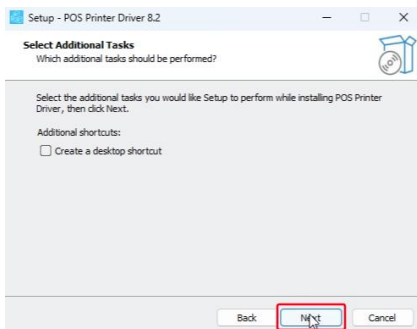 Setup - POS Printer Driver 8.2
Select Additional Tasks
Which additional tasks should be performed?
Select the additional tasks you would like Setup to perform while installing POS Printer
Driver, then click Next.
Additional shortcuts:
Create a desktop shortcut
Back Next Cancel